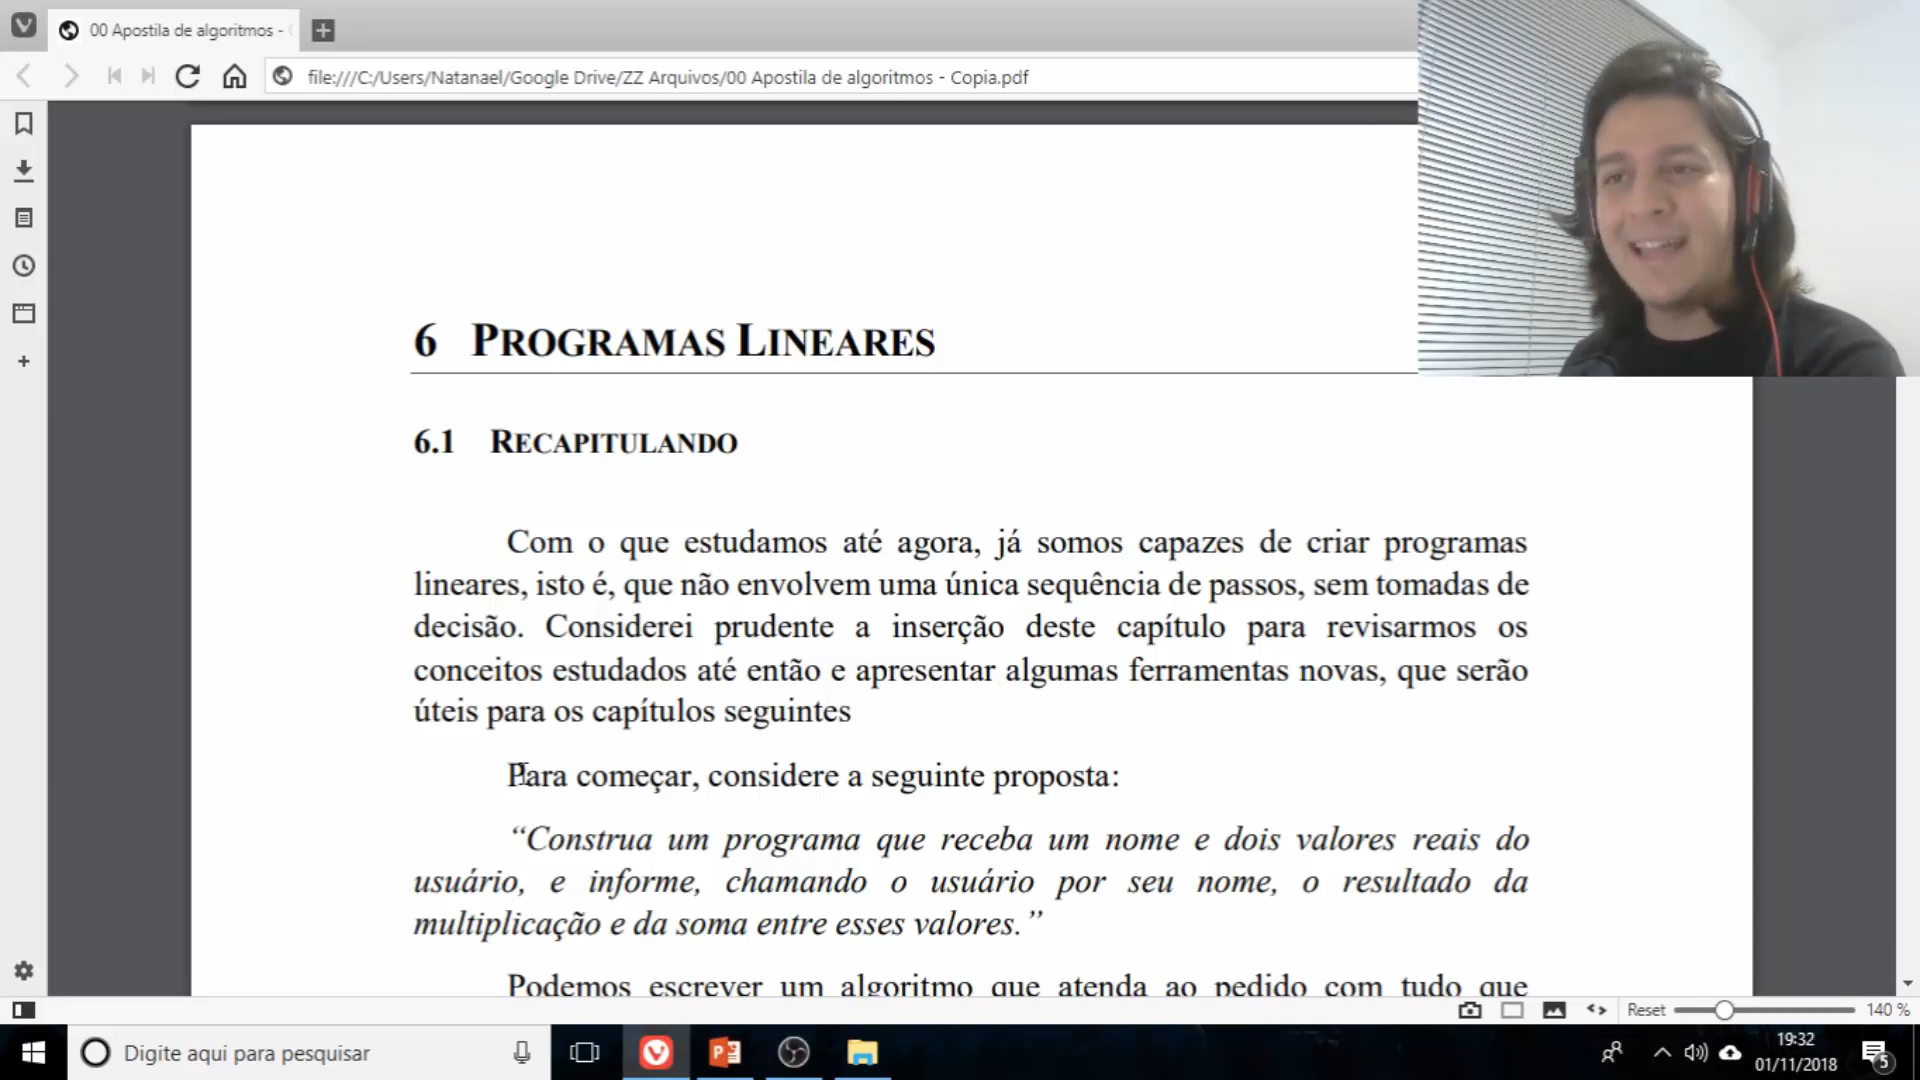 00 Apostila de algoritmos -
file:///C:/Users/Natanael/Google Drive/ZZ Arquivos/00 Apostila de algoritmos - Copia.pdf
6 PROGRAMAS LINEARES
6.1 RECAPITULANDO
Com o que estudamos até agora, já somos capazes de criar programas
lineares, isto é, que não envolvem uma única sequência de passos, sem tomadas de
decisão. Considerei prudente a inserção deste capítulo para revisarmos os
conceitos estudados até então e apresentar algumas ferramentas novas, que serão
úteis para os capítulos seguintes
Para começar, considere a seguinte proposta:
“Construa um programa que receba um nome e dois valores reais do
usuário, e informe, chamando o usuário por seu nome, o resultado da
multiplicação e da soma entre esses valores.”
Podemos escrever um algoritmo que atenda ao pedido com tudo que
Reset 140 %
Digite aqui para pesquisar
19:32
01/11/2018
5